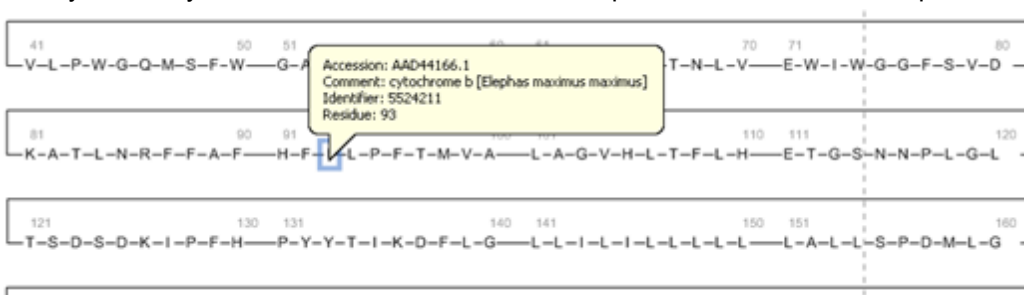 41 50 51 70 71 80
V-L-P-W-G-Q-M-S-F-W—G-A T-N-L-V—E-W-I-W-G-G-F-S-V-D
Accession: AAD44166.1
Comment: cytochrome b [Elephas maximus maximus]
Identifier: 5524211
Residue: 93
81 90 91 110 111 120
K-A-T-L-N-R-F-F-A-F—H-F- -L-P-F-T-M-V-A—L-A-G-V-H-L-T-F-L-H—E-T-G-S-N-N-P-L-G-L
121 130 131 140 141 150 151 160
T-S-D-S-D-K-I-P-F-H—P-Y-Y-T-I-K-D-F-L-G—L-L-I-L-I-L-L-L-L-L—L-A-L-L-S-P-D-M-L-G